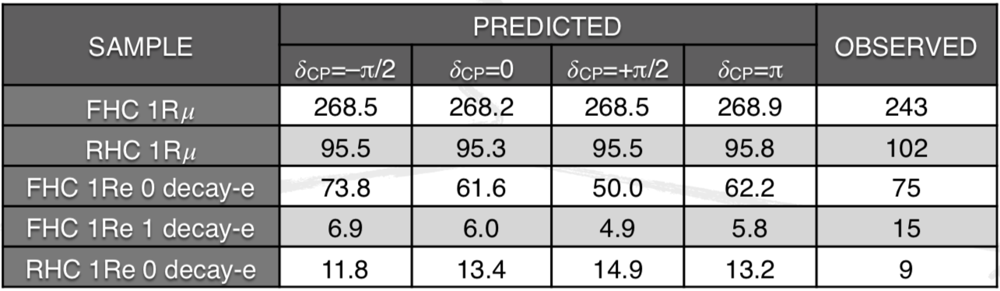 SAMPLE PREDICTED OBSERVED
δCP=–π/2 δCP=0 δCP=+π/2 δCP=π
FHC 1Rμ 268.5 268.2 268.5 268.9 243
RHC 1Rμ 95.5 95.3 95.5 95.8 102
FHC 1Re 0 decay-e 73.8 61.6 50.0 62.2 75
FHC 1Re 1 decay-e 6.9 6.0 4.9 5.8 15
RHC 1Re 0 decay-e 11.8 13.4 14.9 13.2 9